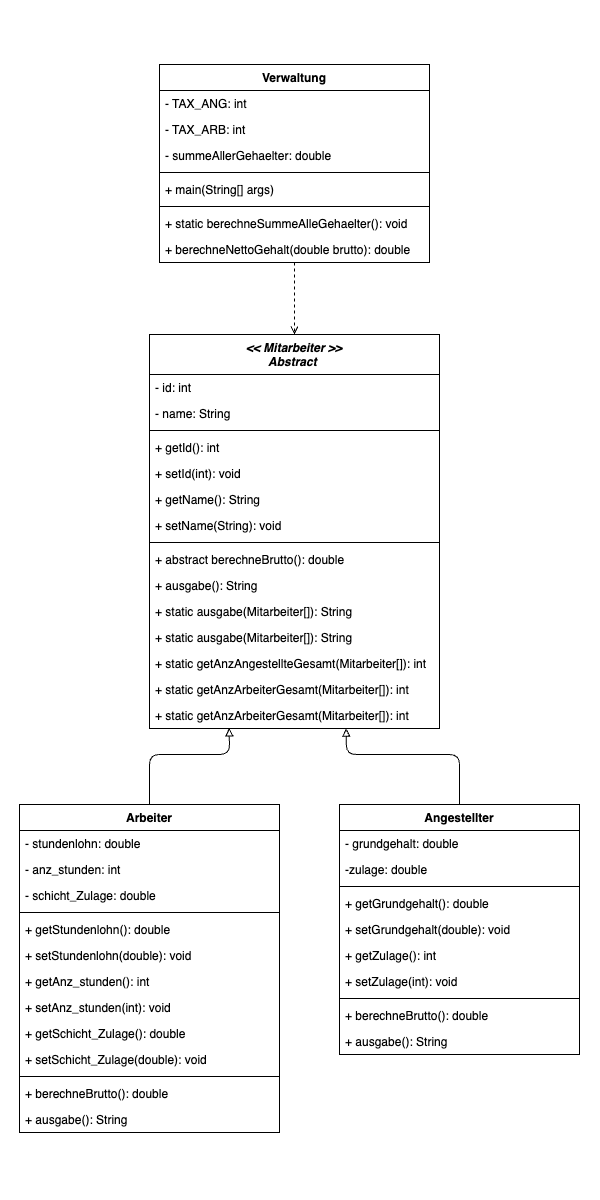 Verwaltung
- TAX_ANG: int
- TAX_ARB: int
- summeAllerGehaelter: double
+ main(String[] args)
+ static berechneSummeAlleGehaelter(): void
+ berechneNettoGehalt(double brutto): double
<< Mitarbeiter >>
Abstract
- id: int
- name: String
+ getId(): int
+ setId(int): void
+ getName(): String
+ setName(String): void
+ abstract berechneBrutto(): double
+ ausgabe(): String
+ static ausgabe(Mitarbeiter[]): String
+ static ausgabe(Mitarbeiter[]): String
+ static getAnzAngestellteGesamt(Mitarbeiter[]): int
+ static getAnzArbeiterGesamt(Mitarbeiter[]): int
+ static getAnzArbeiterGesamt(Mitarbeiter[]): int
Arbeiter
- stundenlohn: double
- anz_stunden: int
- schicht_Zulage: double
+ getStundenlohn(): double
+ setStundenlohn(double): void
+ getAnz_stunden(): int
+ setAnz_stunden(int): void
+ getSchicht_Zulage(): double
+ setSchicht_Zulage(double): void
+ berechneBrutto(): double
+ ausgabe(): String
Angestellter
- grundgehalt: double
-zulage: double
+ getGrundgehalt(): double
+ setGrundgehalt(double): void
+ getZulage(): int
+ setZulage(int): void
+ berechneBrutto(): double
+ ausgabe(): String